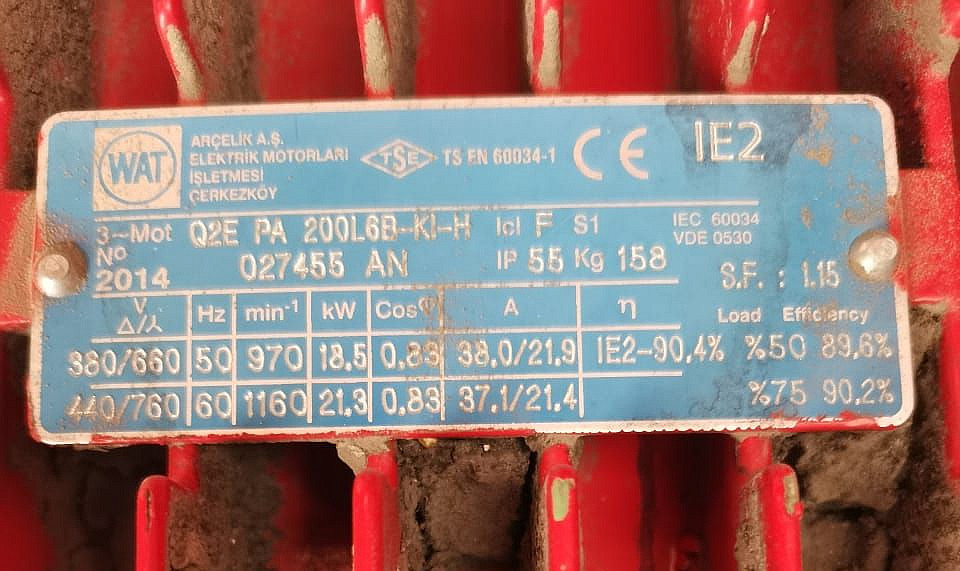 WAT
ARÇELİK A.Ş.
ELEKTRİK MOTORLARI
İŞLETMESİ
ÇERKEZKÖY
TSE TS EN 60034-1 CE IE2
3~Mot Q2E PA 200L6B-KI-H Icl F S1 IEC 60034
VDE 0530
No 2014 027455 AN IP 55 Kg 158 S.F. : 1.15
V Δ/⅄ Hz min-1 kW Cosφ A η Load Efficiency
380/660 50 970 18,5 0,83 38,0/21,9 IE2-90,4% %50 89,6%
440/760 60 1160 21,3 0,83 37,1/21,4 %75 90,2%